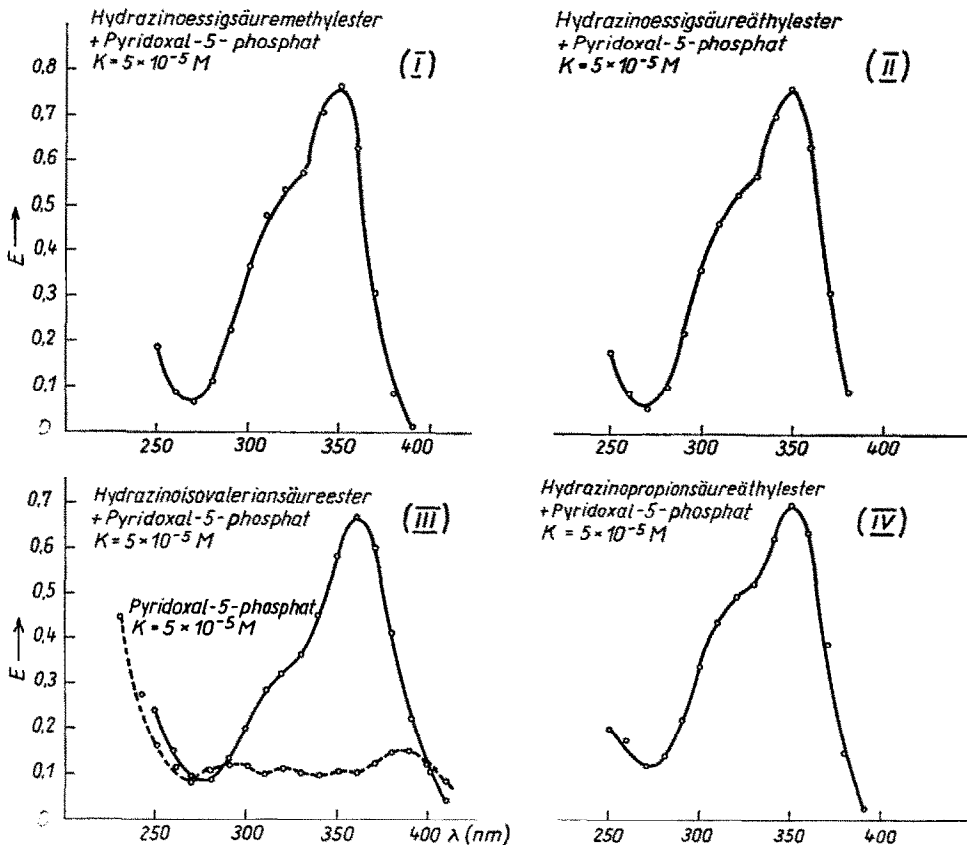 Hydrazinoessigsäuremethylester
+ Pyridoxal-5-phosphat
K = 5 × 10⁻⁵ M
(I)
0,8
0,7
0,6
0,5
0,4
0,3
0,2
0,1
0
E
250
300
350
400
Hydrazinoessigsäureäthylester
+ Pyridoxal-5-phosphat
K = 5 × 10⁻⁵ M
(II)
250
300
350
400
Hydrazinoisovaleriansäureester
+ Pyridoxal-5-phosphat
K = 5 × 10⁻⁵ M
(III)
Pyridoxal-5-phosphat
K = 5 × 10⁻⁵ M
0,7
0,6
0,5
0,4
0,3
0,2
0,1
0
E
250
300
350
400
λ (nm)
Hydrazinopropionsäureäthylester
+ Pyridoxal-5-phosphat
K = 5 × 10⁻⁵ M
(IV)
250
300
350
400